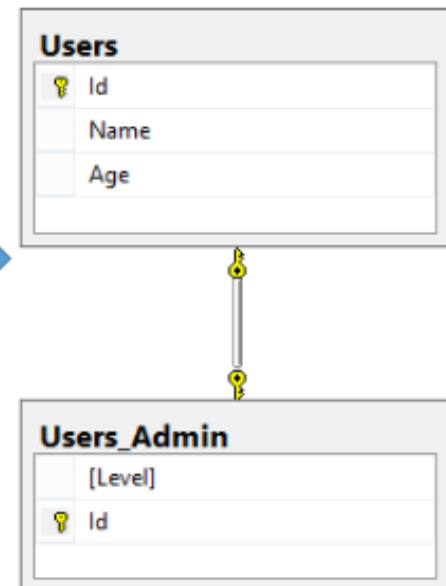 Users
Id
Name
Age
Users_Admin
[Level]
Id